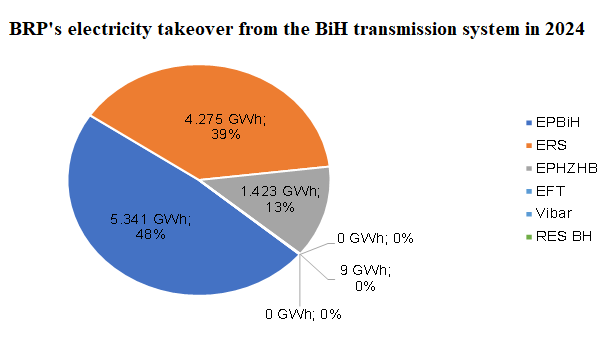 BRP's electricity takeover from the BiH transmission system in 2024
4.275 GWh;
39%
1.423 GWh;
13%
5.341 GWh;
48%
0 GWh; 0%
9 GWh;
0%
0 GWh; 0%
EPBiH
ERS
EPHZHB
EFT
Vibar
RES BH